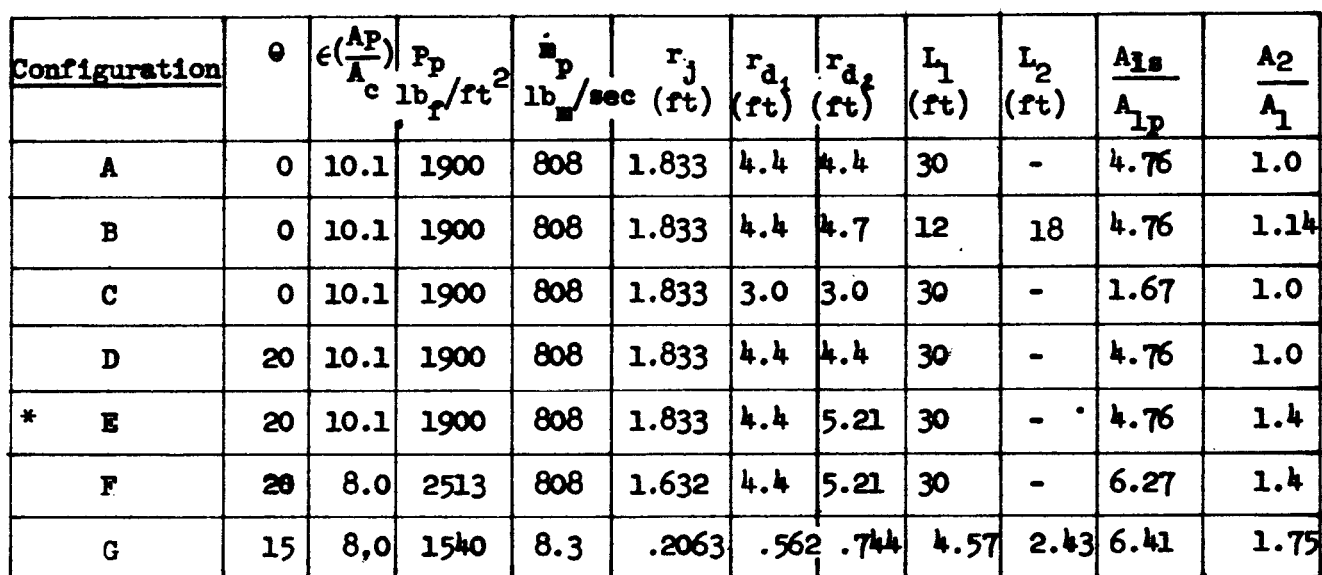 Configuration θ ϵ(Ap/Ac) Pp lbf/ft² ṁp lbm/sec rj (ft) rd1 (ft) rd2 (ft) L1 (ft) L2 (ft) A1s/A1p A2/A1
A 0 10.1 1900 808 1.833 4.4 4.4 30 - 4.76 1.0
B 0 10.1 1900 808 1.833 4.4 4.7 12 18 4.76 1.14
C 0 10.1 1900 808 1.833 3.0 3.0 30 - 1.67 1.0
D 20 10.1 1900 808 1.833 4.4 4.4 30 - 4.76 1.0
* E 20 10.1 1900 808 1.833 4.4 5.21 30 - 4.76 1.4
F 20 8.0 2513 808 1.632 4.4 5.21 30 - 6.27 1.4
G 15 8,0 1540 8.3 .2063 .562 .744 4.57 2.43 6.41 1.75